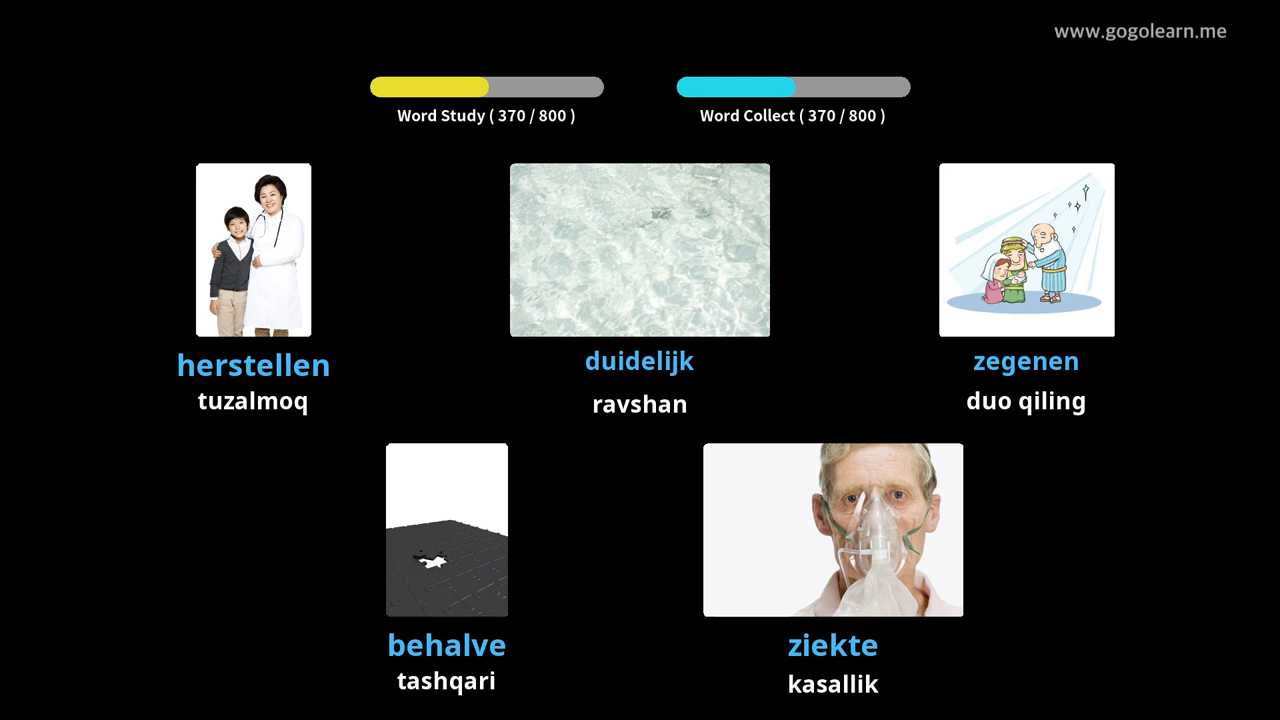 www.gogolearn.me
Word Study ( 370 / 800 )
Word Collect ( 370 / 800 )
herstellen
tuzalmoq
duidelijk
ravshan
zegenen
duo qiling
behalve
tashqari
ziekte
kasallik